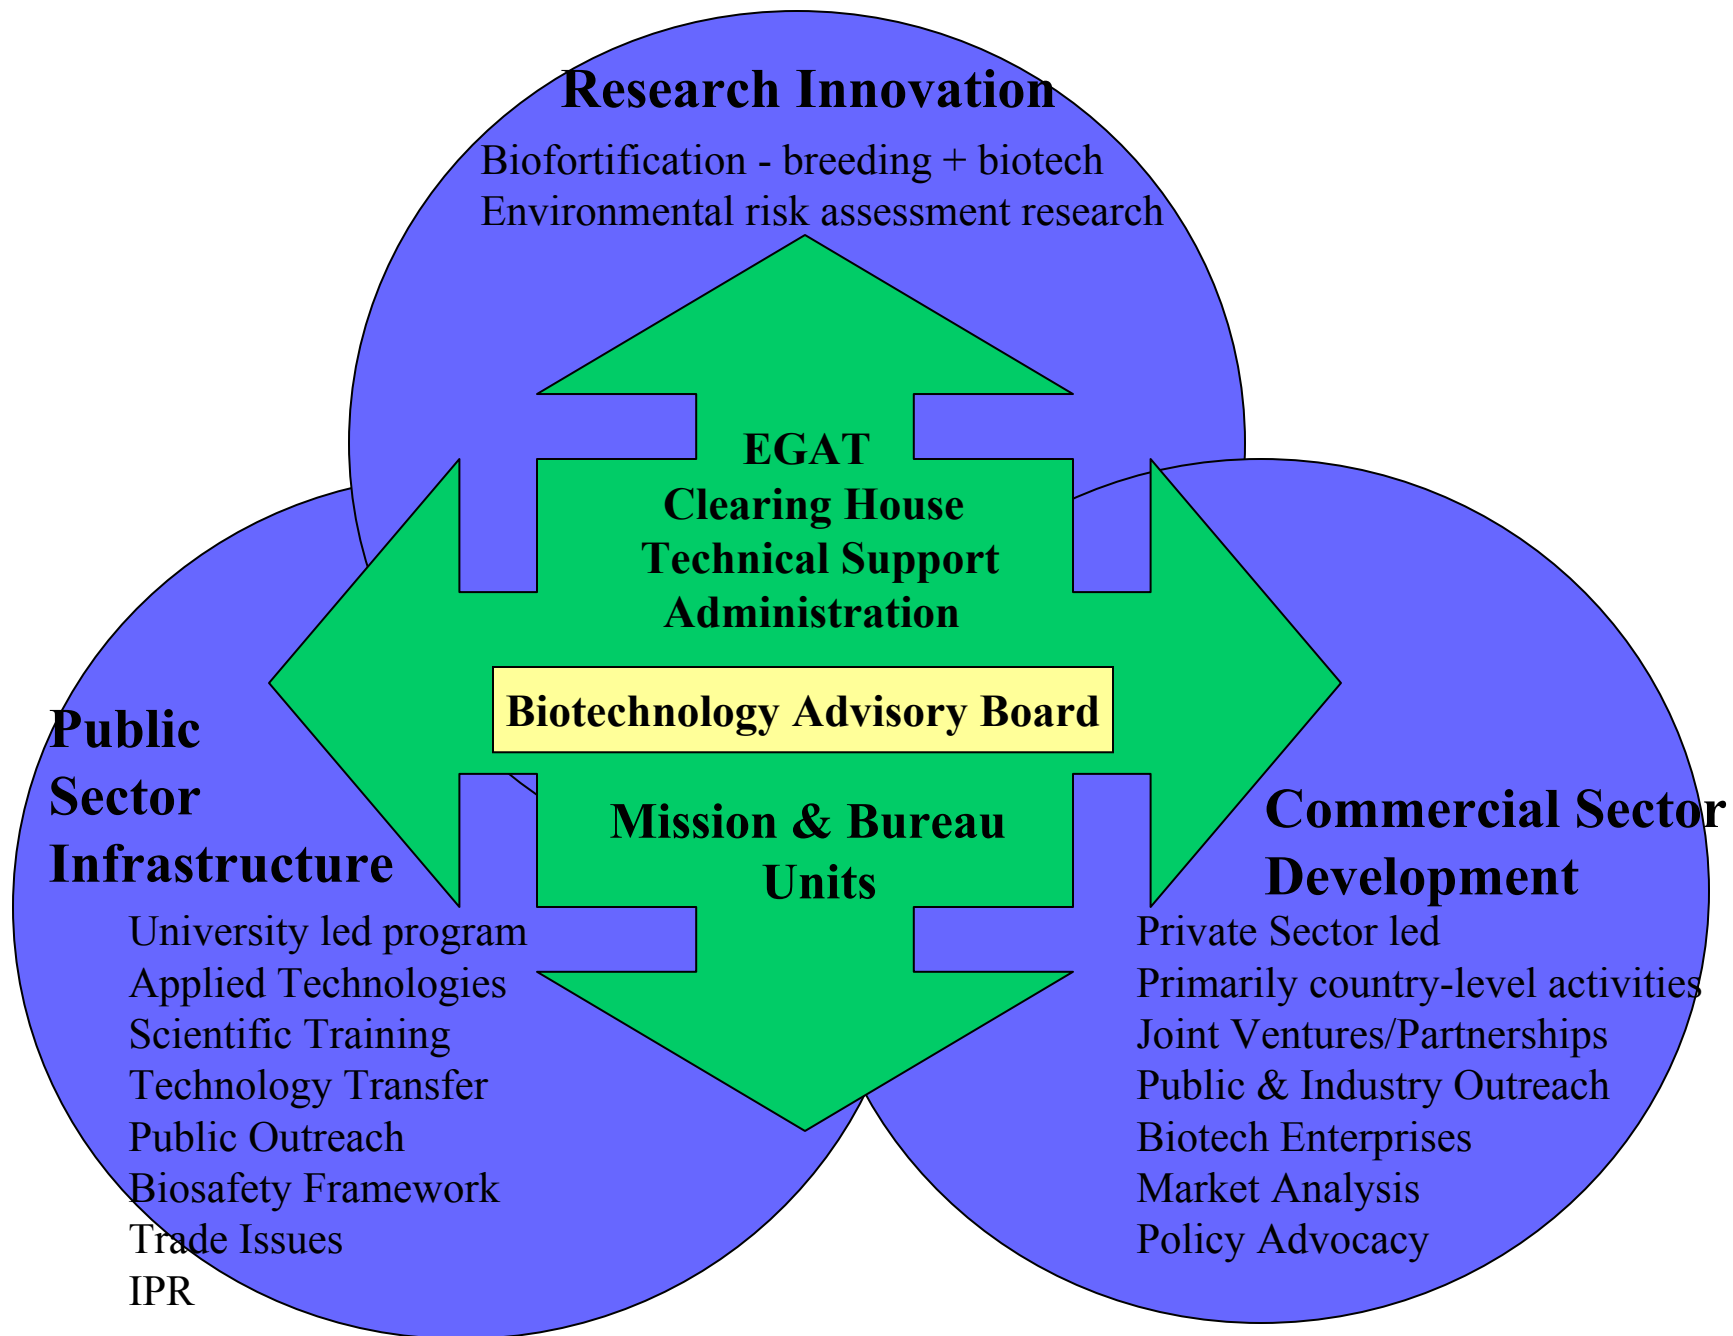 Research Innovation
Biofortification - breeding + biotech
Environmental risk assessment research
EGAT
Clearing House
Technical Support
Administration
Biotechnology Advisory Board
Mission & Bureau
Units
Public
Sector
Infrastructure
University led program
Applied Technologies
Scientific Training
Technology Transfer
Public Outreach
Biosafety Framework
Trade Issues
IPR
Commercial Sector
Development
Private Sector led
Primarily country-level activities
Joint Ventures/Partnerships
Public & Industry Outreach
Biotech Enterprises
Market Analysis
Policy Advocacy